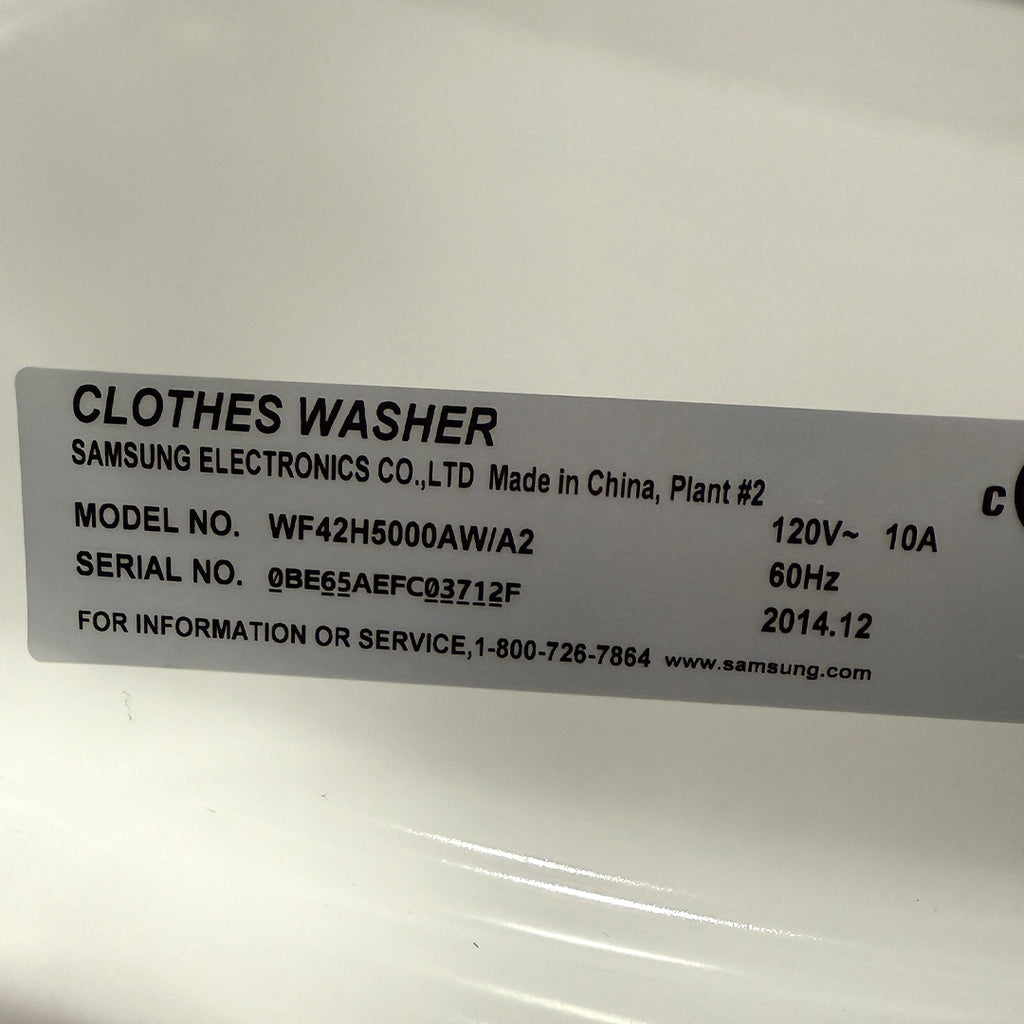 CLOTHES WASHER
SAMSUNG ELECTRONICS CO.,LTD Made in China, Plant #2
MODEL NO. WF42H5000AW/A2 120V~ 10A
SERIAL NO. 0BE65AEFC03712F 60Hz
2014.12
FOR INFORMATION OR SERVICE,1-800-726-7864 www.samsung.com
C